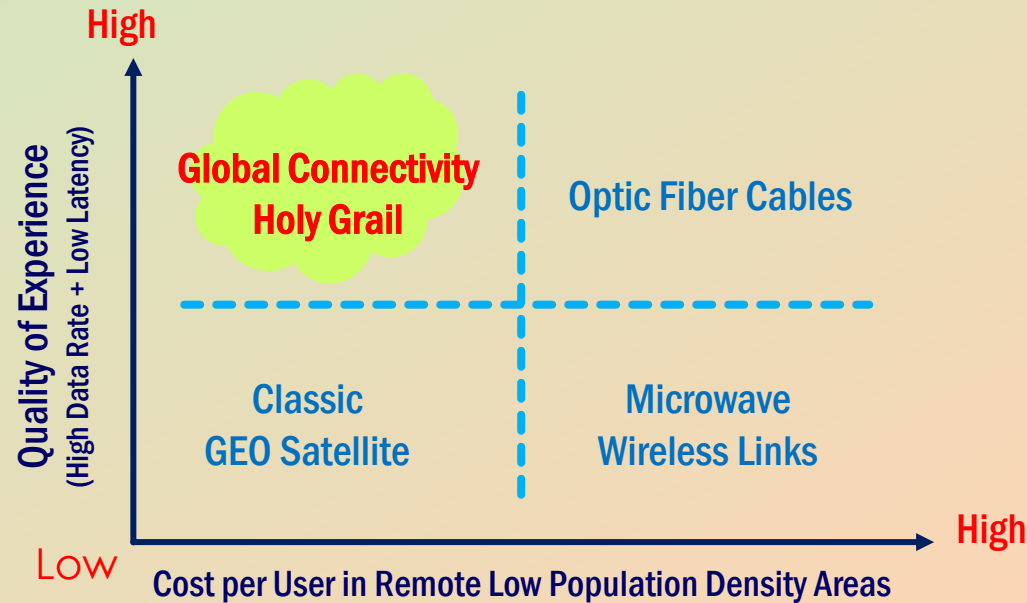 High
Quality of Experience
(High Data Rate + Low Latency)
Global Connectivity
Holy Grail
Optic Fiber Cables
Classic
GEO Satellite
Microwave
Wireless Links
High
Low
Cost per User in Remote Low Population Density Areas